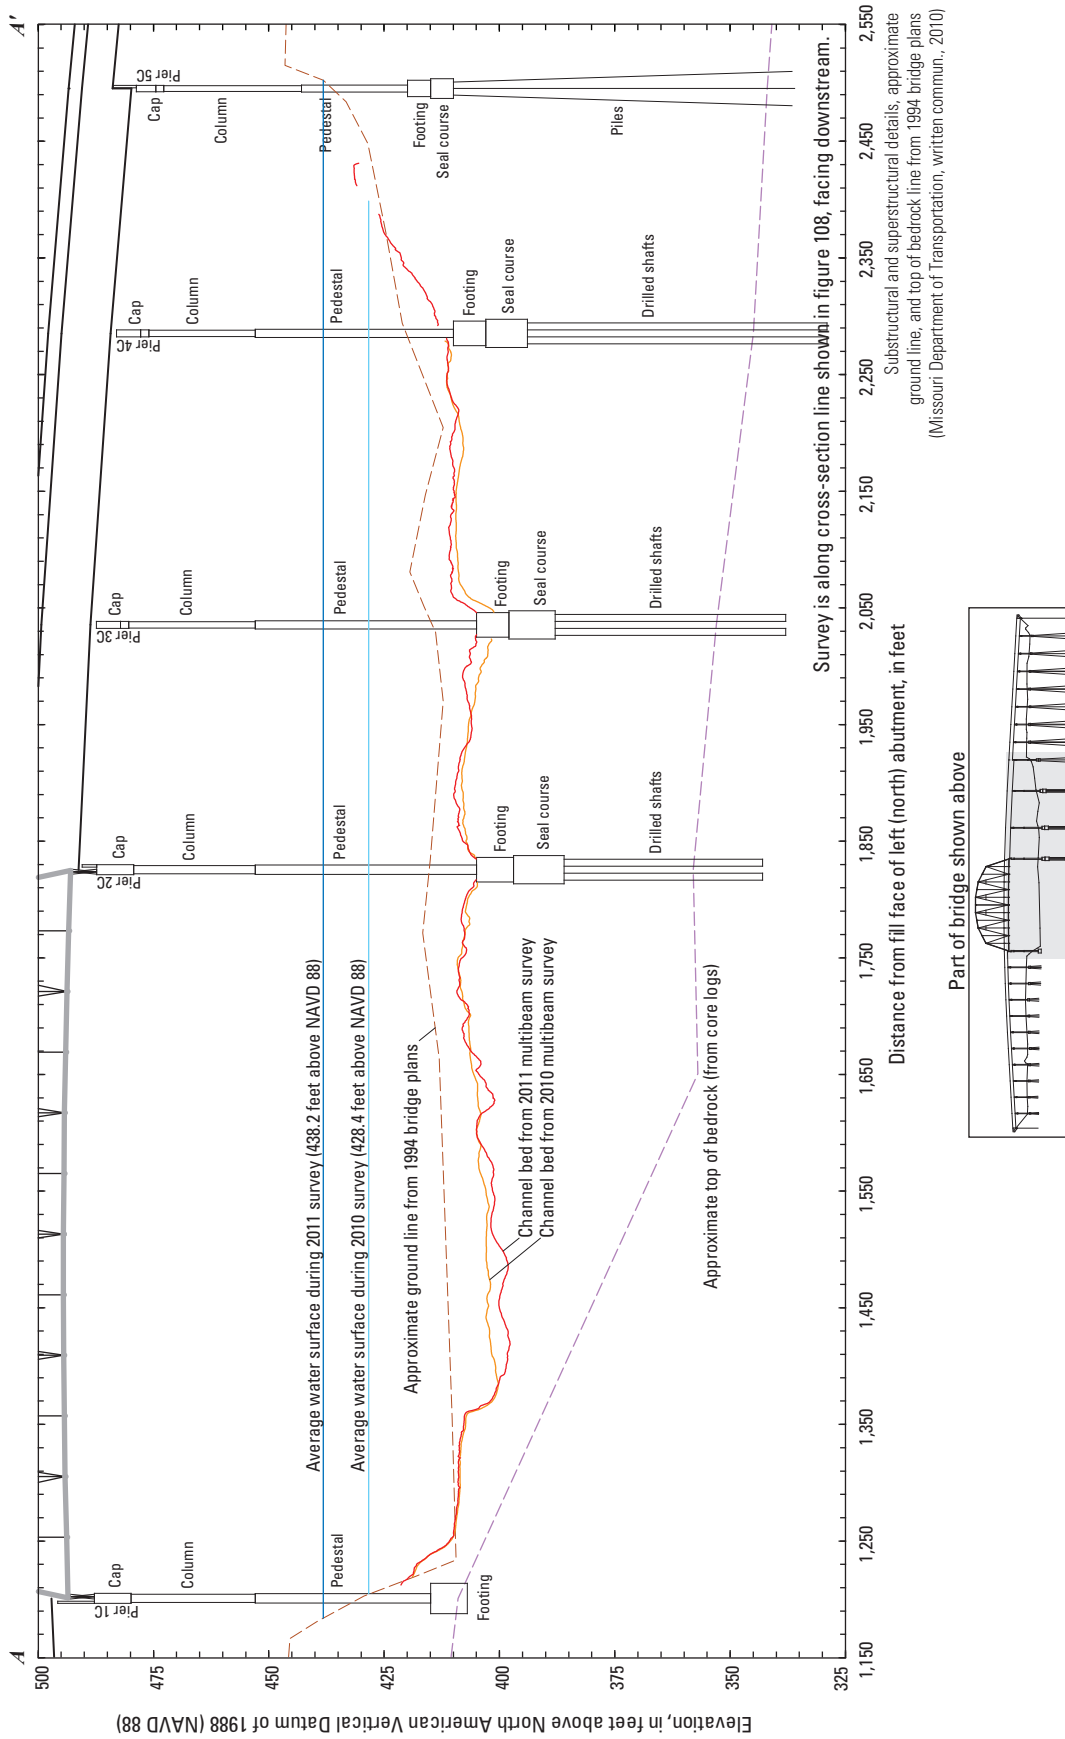 A
A'
500
475
450
425
400
375
350
325
Elevation, in feet above North American Vertical Datum of 1988 (NAVD 88)
1,150
1,250
1,350
1,450
1,550
1,650
1,750
1,850
1,950
2,050
2,150
2,250
2,350
2,450
2,550
Distance from fill face of left (north) abutment, in feet
Pier 1C
Cap
Column
Pedestal
Footing
Pier 2C
Cap
Column
Pedestal
Footing
Seal course
Drilled shafts
Pier 3C
Cap
Column
Pedestal
Footing
Seal course
Drilled shafts
Pier 4C
Cap
Column
Pedestal
Footing
Seal course
Drilled shafts
Pier 5C
Cap
Column
Pedestal
Footing
Seal course
Piles
Average water surface during 2011 survey (438.2 feet above NAVD 88)
Average water surface during 2010 survey (428.4 feet above NAVD 88)
Approximate ground line from 1994 bridge plans
Channel bed from 2011 multibeam survey
Channel bed from 2010 multibeam survey
Approximate top of bedrock (from core logs)
Survey is along cross-section line shown in figure 108, facing downstream.
Substructural and superstructural details, approximate
ground line, and top of bedrock line from 1994 bridge plans
(Missouri Department of Transportation, written commun., 2010)
Part of bridge shown above